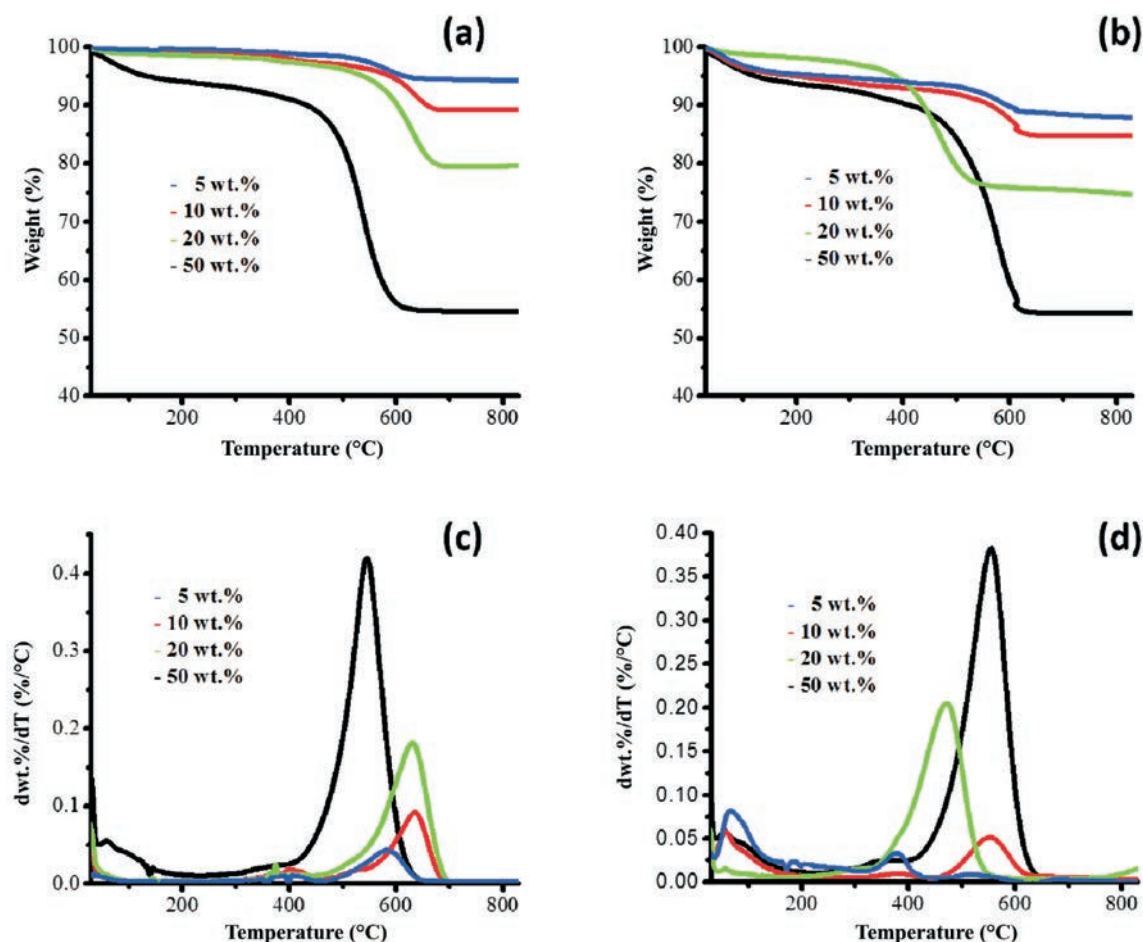 (a)
100
90
80
70
60
50
40
Weight (%)
- 5 wt.%
- 10 wt.%
- 20 wt.%
- 50 wt.%
200 400 600 800
Temperature (°C)
(b)
100
90
80
70
60
50
40
Weight (%)
- 5 wt.%
- 10 wt.%
- 20 wt.%
- 50 wt.%
200 400 600 800
Temperature (°C)
(c)
0.4
0.3
0.2
0.1
0.0
dwt.%/dT (%/°C)
- 5 wt.%
- 10 wt.%
- 20 wt.%
- 50 wt.%
200 400 600 800
Temperature (°C)
(d)
0.40
0.35
0.30
0.25
0.20
0.15
0.10
0.05
0.00
dwt.%/dT (%/°C)
- 5 wt.%
- 10 wt.%
- 20 wt.%
- 50 wt.%
200 400 600 800
Temperature (°C)